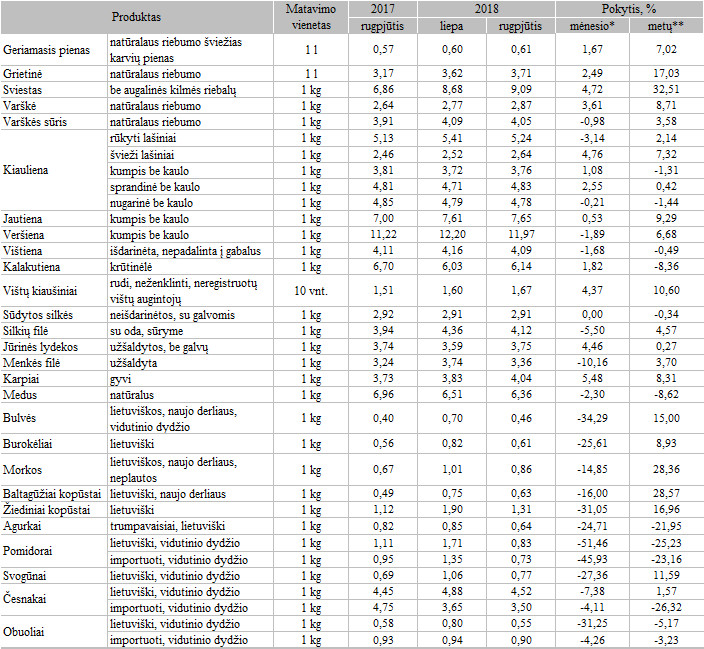 Produktas Matavimo vienetas 2017 2018 Pokytis, %
rugpjūtis liepa rugpjūtis mėnesio* metų**
Geriamasis pienas natūralaus riebumo šviežias karvių pienas 1 l 0,57 0,60 0,61 1,67 7,02
Grietinė natūralaus riebumo 1 l 3,17 3,62 3,71 2,49 17,03
Sviestas be augalinės kilmės riebalų 1 kg 6,86 8,68 9,09 4,72 32,51
Varškė natūralaus riebumo 1 kg 2,64 2,77 2,87 3,61 8,71
Varškės sūris natūralaus riebumo 1 kg 3,91 4,09 4,05 -0,98 3,58
Kiauliena rūkyti lašiniai 1 kg 5,13 5,41 5,24 -3,14 2,14
švieži lašiniai 1 kg 2,46 2,52 2,64 4,76 7,32
kumpis be kaulo 1 kg 3,81 3,72 3,76 1,08 -1,31
sprandinė be kaulo 1 kg 4,81 4,71 4,83 2,55 0,42
nugarinė be kaulo 1 kg 4,85 4,79 4,78 -0,21 -1,44
Jautiena kumpis be kaulo 1 kg 7,00 7,61 7,65 0,53 9,29
Veršiena kumpis be kaulo 1 kg 11,22 12,20 11,97 -1,89 6,68
Vištiena išdarinėta, nepadalinta į gabalus 1 kg 4,11 4,16 4,09 -1,68 -0,49
Kalakutiena krūtinėlė 1 kg 6,70 6,03 6,14 1,82 -8,36
Vištų kiaušiniai rudi, neženklinti, neregistruotų vištų augintojų 10 vnt. 1,51 1,60 1,67 4,37 10,60
Sūdytos silkės neišdarinėtos, su galvomis 1 kg 2,92 2,91 2,91 0,00 -0,34
Silkių filė su oda, sūryme 1 kg 3,94 4,36 4,12 -5,50 4,57
Jūrinės lydekos užšaldytos, be galvų 1 kg 3,74 3,59 3,75 4,46 0,27
Menkės filė užšaldyta 1 kg 3,24 3,74 3,36 -10,16 3,70
Karpiai gyvi 1 kg 3,73 3,83 4,04 5,48 8,31
Medus natūralus 1 kg 6,96 6,51 6,36 -2,30 -8,62
Bulvės lietuviškos, naujo derliaus, vidutinio dydžio 1 kg 0,40 0,70 0,46 -34,29 15,00
Burokėliai lietuviški 1 kg 0,56 0,82 0,61 -25,61 8,93
Morkos lietuviškos, naujo derliaus, neplautos 1 kg 0,67 1,01 0,86 -14,85 28,36
Baltagūžiai kopūstai lietuviški, naujo derliaus 1 kg 0,49 0,75 0,63 -16,00 28,57
Žiediniai kopūstai lietuviški 1 kg 1,12 1,90 1,31 -31,05 16,96
Agurkai trumpavaisiai, lietuviški 1 kg 0,82 0,85 0,64 -24,71 -21,95
Pomidorai lietuviški, vidutinio dydžio 1 kg 1,11 1,71 0,83 -51,46 -25,23
importuoti, vidutinio dydžio 1 kg 0,95 1,35 0,73 -45,93 -23,16
Svogūnai lietuviški, vidutinio dydžio 1 kg 0,69 1,06 0,77 -27,36 11,59
Česnakai lietuviški, vidutinio dydžio 1 kg 4,45 4,88 4,52 -7,38 1,57
importuoti, vidutinio dydžio 1 kg 4,75 3,65 3,50 -4,11 -26,32
Obuoliai lietuviški, vidutinio dydžio 1 kg 0,58 0,80 0,55 -31,25 -5,17
importuoti, vidutinio dydžio 1 kg 0,93 0,94 0,90 -4,26 -3,23